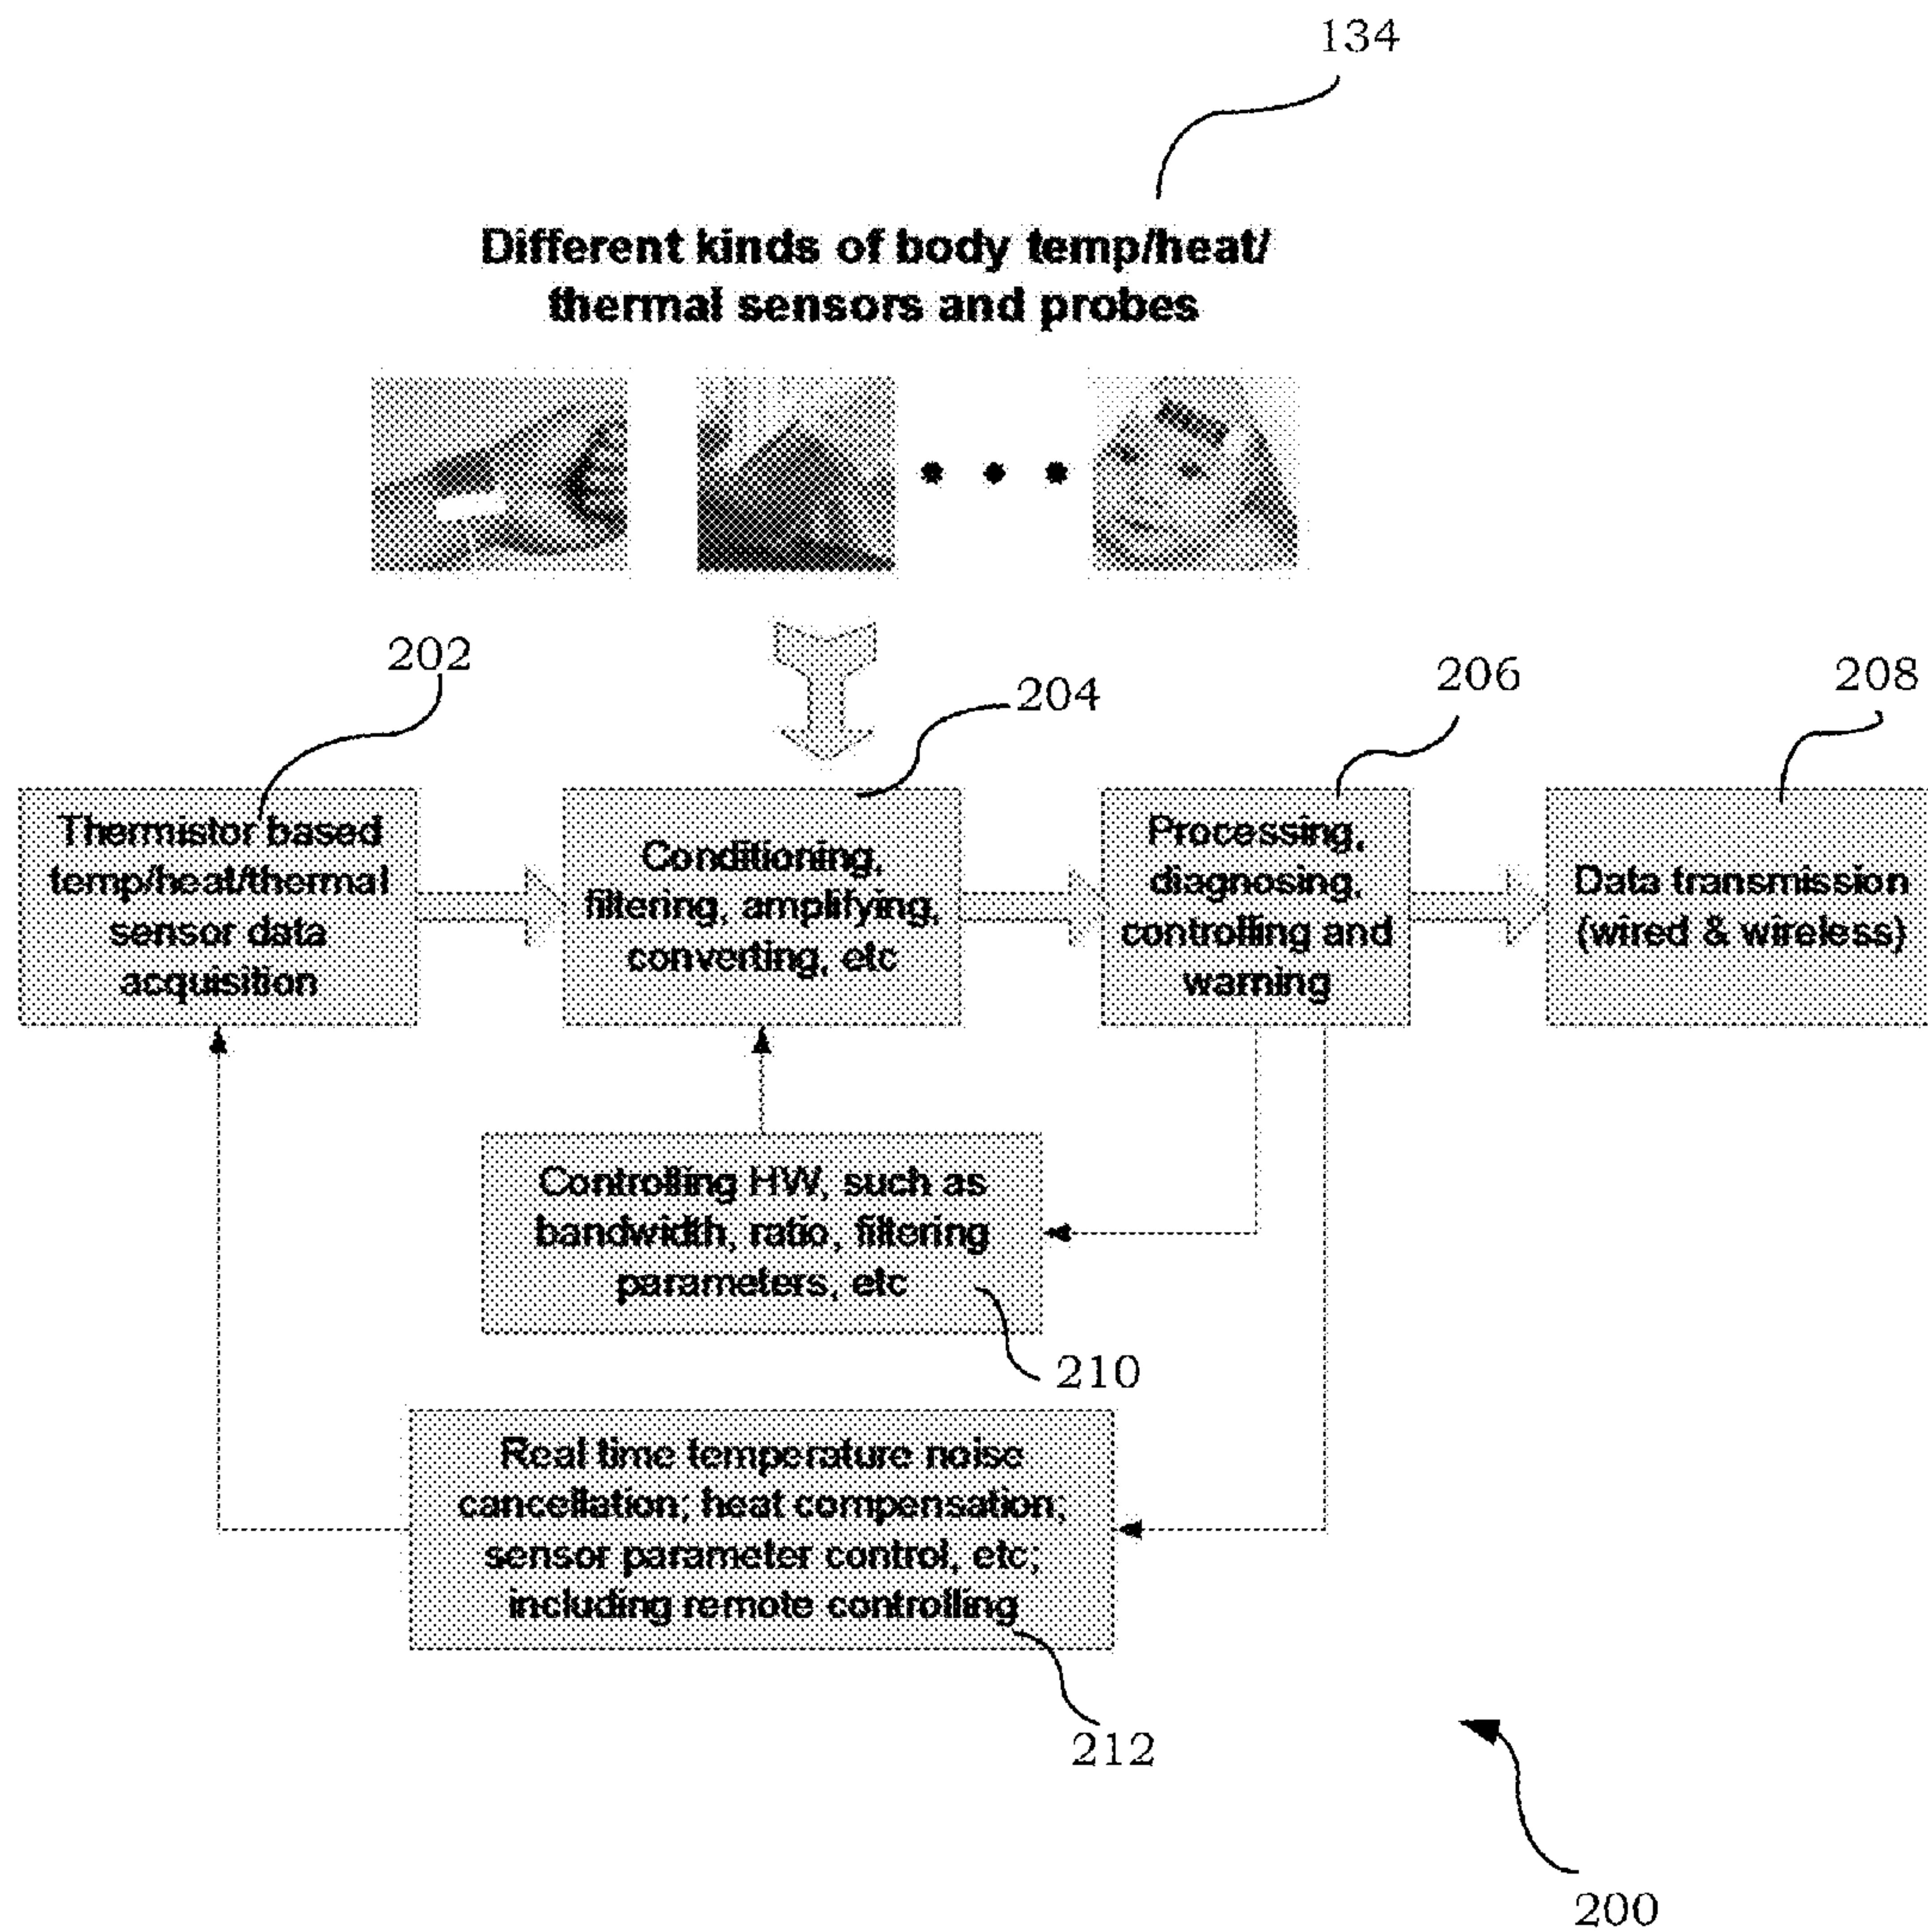 134
Different kinds of body temp/heat/
thermal sensors and probes
202
204
206
208
Thermistor based
temp/heat/thermal
sensor data
acquisition
Conditioning,
filtering, amplifying,
converting, etc
Processing,
diagnosing,
controlling and
warning
Data transmission
(wired & wireless)
Controlling HW, such as
bandwidth, ratio, filtering
parameters, etc
210
Real time temperature noise
cancellation; heat compensation;
sensor parameter control, etc;
including remote controlling
212
200